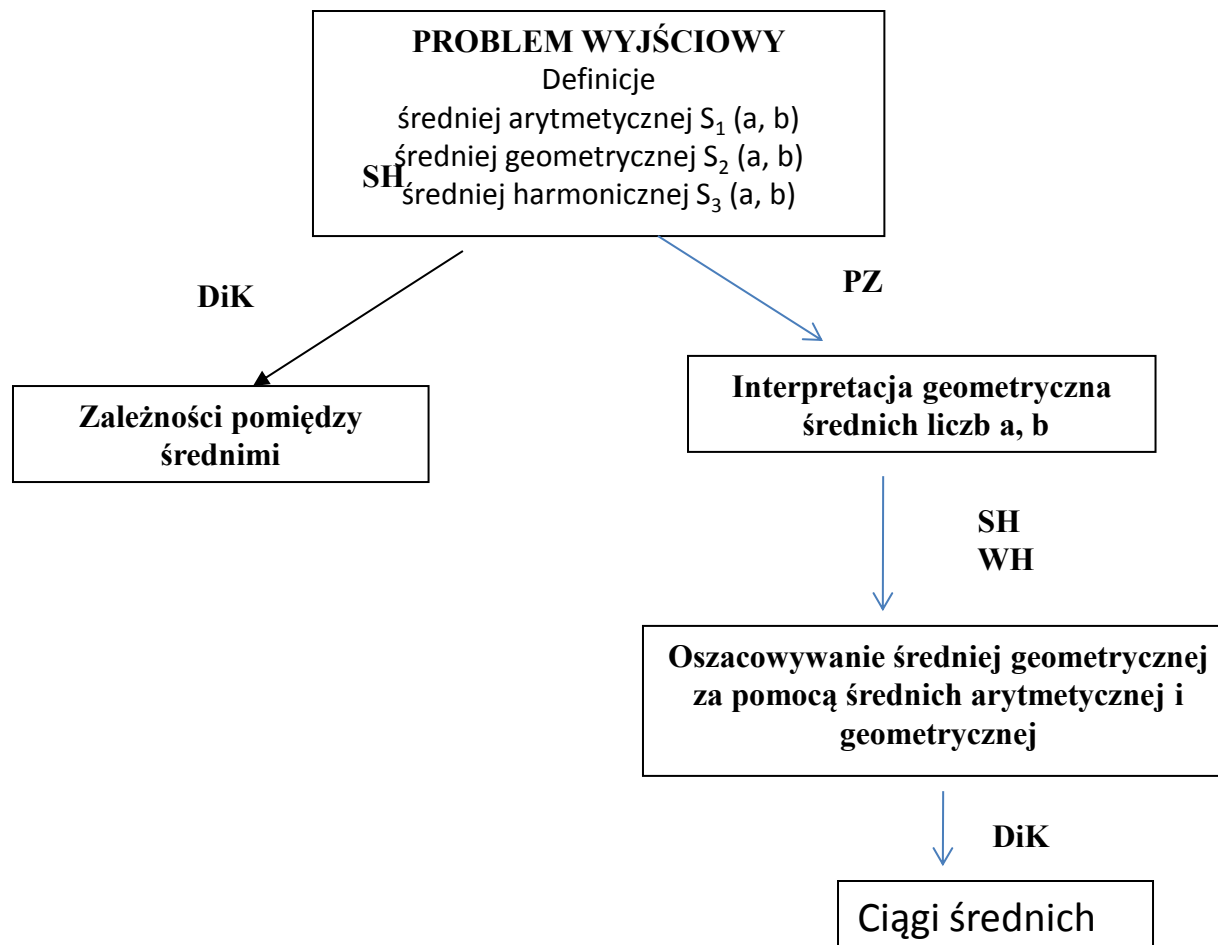 PROBLEM WYJŚCIOWY
Definicje
średniej arytmetycznej S₁ (a, b)
średniej geometrycznej S₂ (a, b)
SH
średniej harmonicznej S₃ (a, b)
DiK
PZ
Zależności pomiędzy
średnimi
Interpretacja geometryczna
średnich liczb a, b
SH
WH
Oszacowywanie średniej geometrycznej
za pomocą średnich arytmetycznej i
geometrycznej
DiK
Ciągi średnich